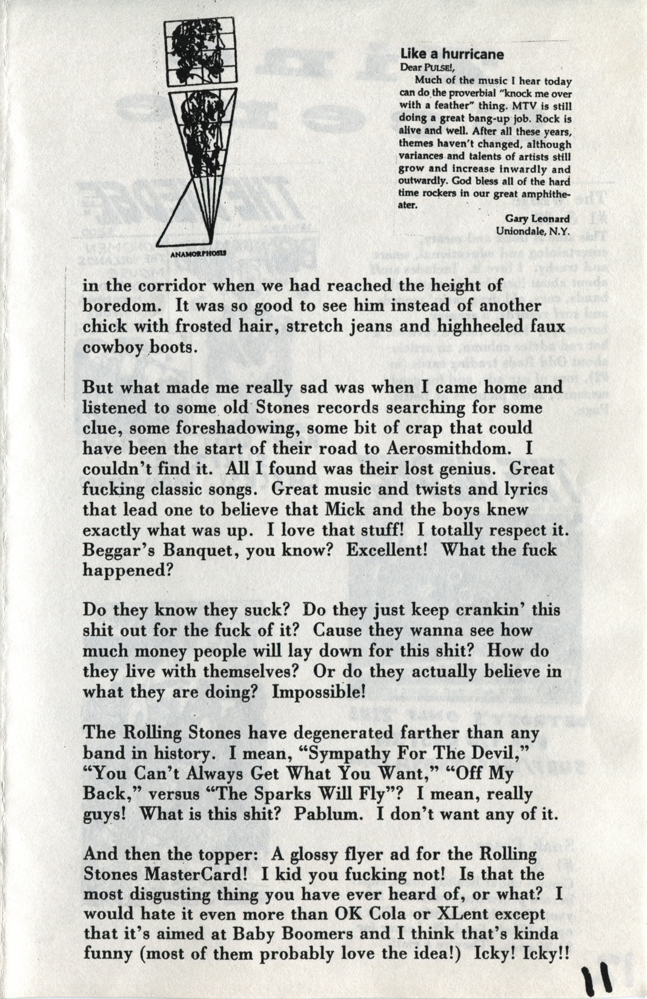 ANAMORPHOSIS
Like a hurricane
Dear PULSE!,
Much of the music I hear today
can do the proverbial "knock me over
with a feather" thing. MTV is still
doing a great bang-up job. Rock is
alive and well. After all these years,
themes haven't changed, although
variances and talents of artists still
grow and increase inwardly and
outwardly. God bless all of the hard
time rockers in our great amphithe-
ater.
Gary Leonard
Uniondale, N.Y.
in the corridor when we had reached the height of
boredom. It was so good to see him instead of another
chick with frosted hair, stretch jeans and highheeled faux
cowboy boots.
But what made me really sad was when I came home and
listened to some old Stones records searching for some
clue, some foreshadowing, some bit of crap that could
have been the start of their road to Aerosmithdom. I
couldn't find it. All I found was their lost genius. Great
fucking classic songs. Great music and twists and lyrics
that lead one to believe that Mick and the boys knew
exactly what was up. I love that stuff! I totally respect it.
Beggar's Banquet, you know? Excellent! What the fuck
happened?
Do they know they suck? Do they just keep crankin' this
shit out for the fuck of it? Cause they wanna see how
much money people will lay down for this shit? How do
they live with themselves? Or do they actually believe in
what they are doing? Impossible!
The Rolling Stones have degenerated farther than any
band in history. I mean, "Sympathy For The Devil,"
"You Can't Always Get What You Want," "Off My
Back," versus "The Sparks Will Fly"? I mean, really
guys! What is this shit? Pablum. I don't want any of it.
And then the topper: A glossy flyer ad for the Rolling
Stones MasterCard! I kid you fucking not! Is that the
most disgusting thing you have ever heard of, or what? I
would hate it even more than OK Cola or XLent except
that it's aimed at Baby Boomers and I think that's kinda
funny (most of them probably love the idea!) Icky! Icky!!
11